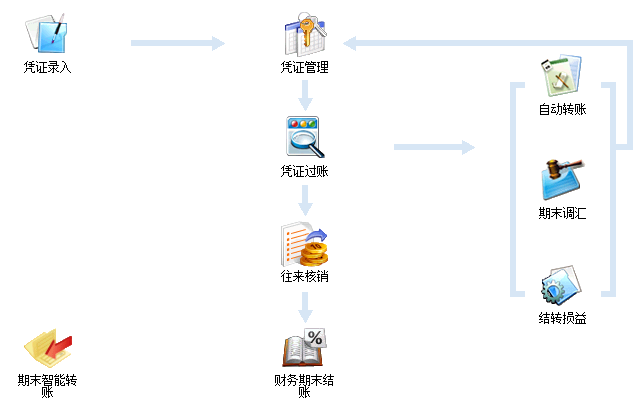 凭证录入
凭证管理
自动转账
凭证过账
期末调汇
往来核销
结转损益
期末智能转
账
财务期末结
账